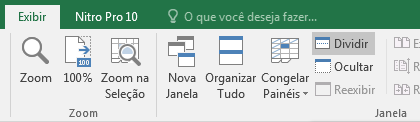 Exibir Nitro Pro 10 O que você deseja fazer...
Zoom 100% Zoom na Seleção
Nova Janela Organizar Tudo Congelar Painéis
Dividir
Ocultar
Reexibir
Zoom Janela